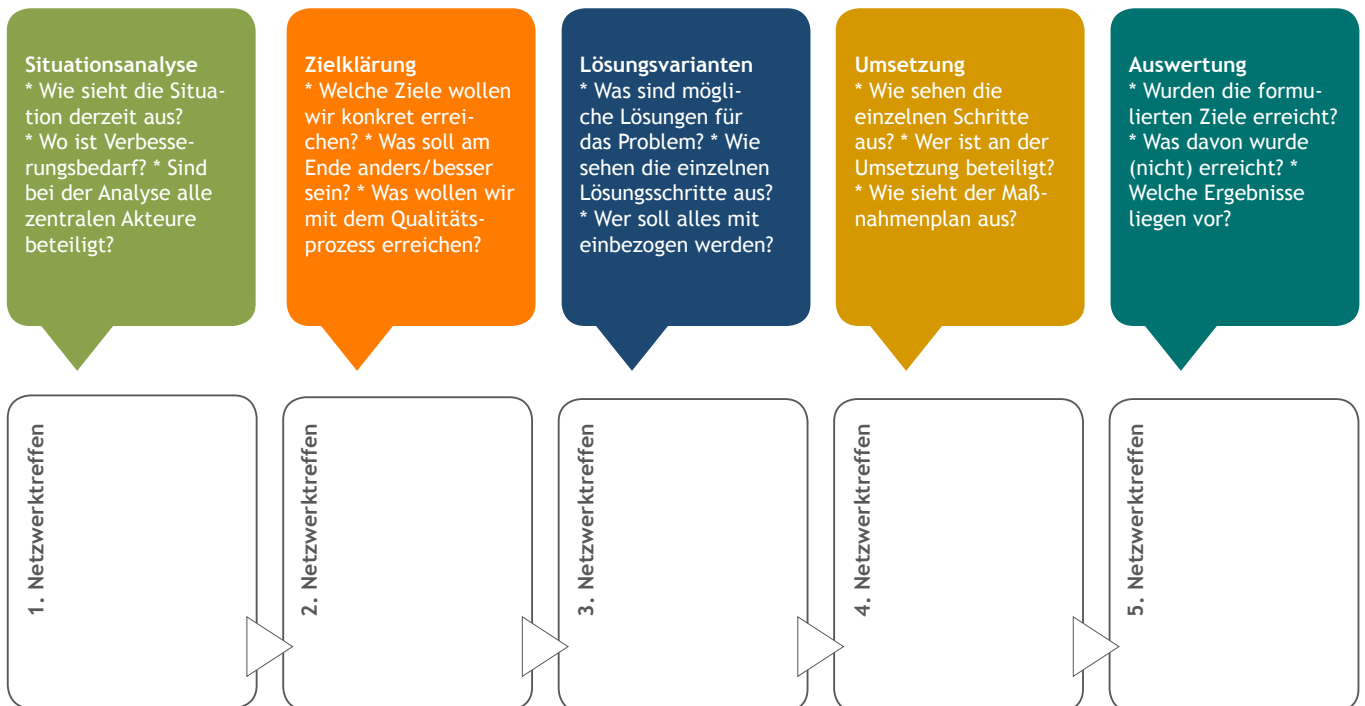 Situationsanalyse
* Wie sieht die Situa-
tion derzeit aus?
* Wo ist Verbesse-
rungsbedarf? * Sind
bei der Analyse alle
zentralen Akteure
beteiligt?
Zielklärung
* Welche Ziele wollen
wir konkret errei-
chen? * Was soll am
Ende anders/besser
sein? * Was wollen wir
mit dem Qualitäts-
prozess erreichen?
Lösungsvarianten
* Was sind mögli-
che Lösungen für
das Problem? * Wie
sehen die einzelnen
Lösungsschritte aus?
* Wer soll alles mit
einbezogen werden?
Umsetzung
* Wie sehen die
einzelnen Schritte
aus? * Wer ist an der
Umsetzung beteiligt?
* Wie sieht der Maß-
nahmenplan aus?
Auswertung
* Wurden die formu-
lierten Ziele erreicht?
* Was davon wurde
(nicht) erreicht? *
Welche Ergebnisse
liegen vor?
1. Netzwerktreffen
2. Netzwerktreffen
3. Netzwerktreffen
4. Netzwerktreffen
5. Netzwerktreffen